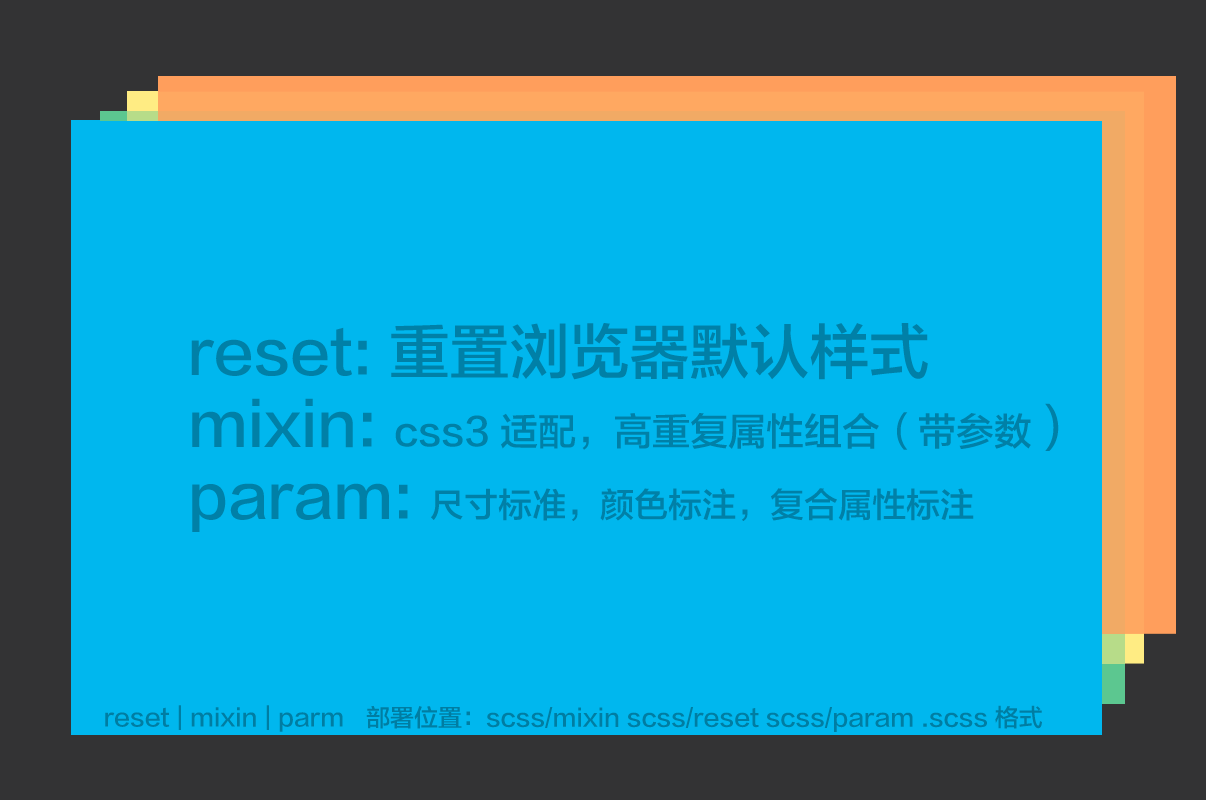 reset: 重置浏览器默认样式
mixin: css3 适配，高重复属性组合（带参数）
param: 尺寸标准，颜色标注，复合属性标注
reset | mixin | parm 部署位置：scss/mixin scss/reset scss/param .scss 格式